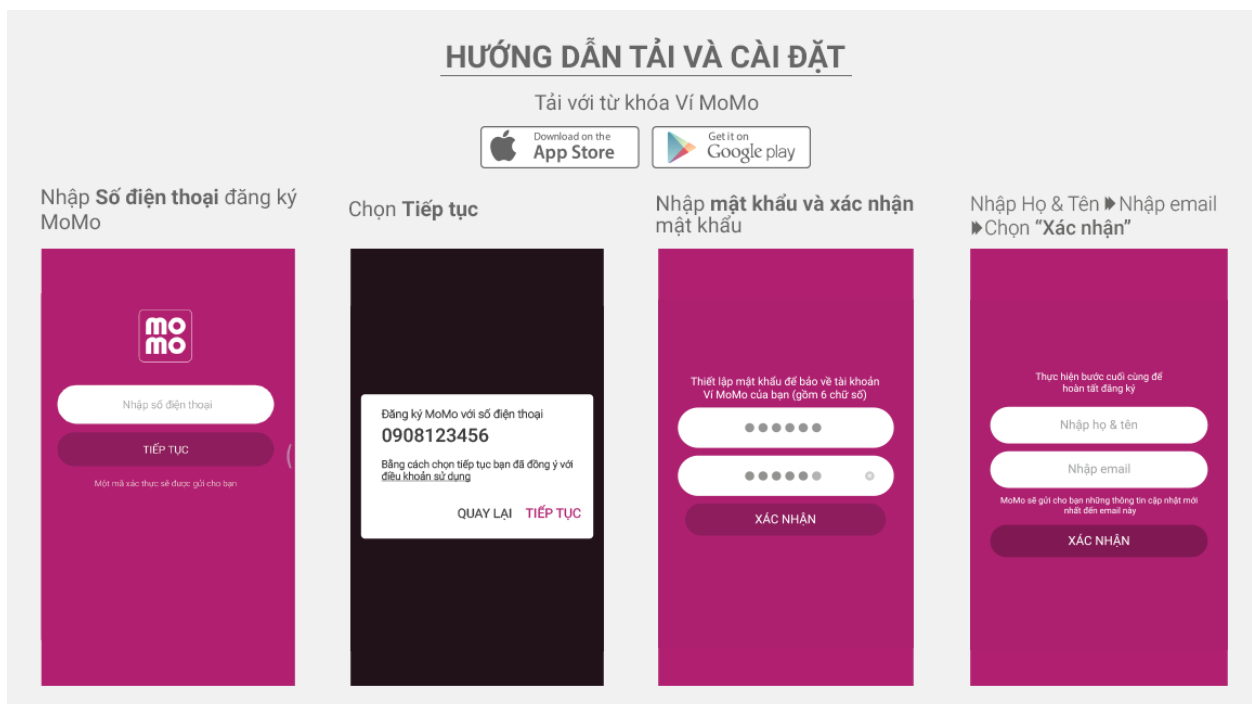 HƯỚNG DẪN TẢI VÀ CÀI ĐẶT
Tải với từ khóa Ví MoMo
Download on the
App Store
Get it on
Google play
Nhập Số điện thoại đăng ký
MoMo
mo
mo
Nhập số điện thoại
TIẾP TỤC
Một mã xác thực sẽ được gửi cho bạn
Chọn Tiếp tục
Đăng ký MoMo với số điện thoại
0908123456
Bằng cách chọn tiếp tục bạn đã đồng ý với
điều khoản sử dụng
QUAY LẠI TIẾP TỤC
Nhập mật khẩu và xác nhận
mật khẩu
Thiết lập mật khẩu để bảo vê tài khoản
Ví MoMo của bạn (gồm 6 chữ số)
XÁC NHẬN
Nhập Họ & Tên Nhập email
Chọn “Xác nhận”
Thực hiện bước cuối cùng để
hoàn tất đăng ký
Nhập họ & tên
Nhập email
MoMo sẽ gửi cho bạn những thông tin cập nhật mới
nhất đến email này
XÁC NHẬN